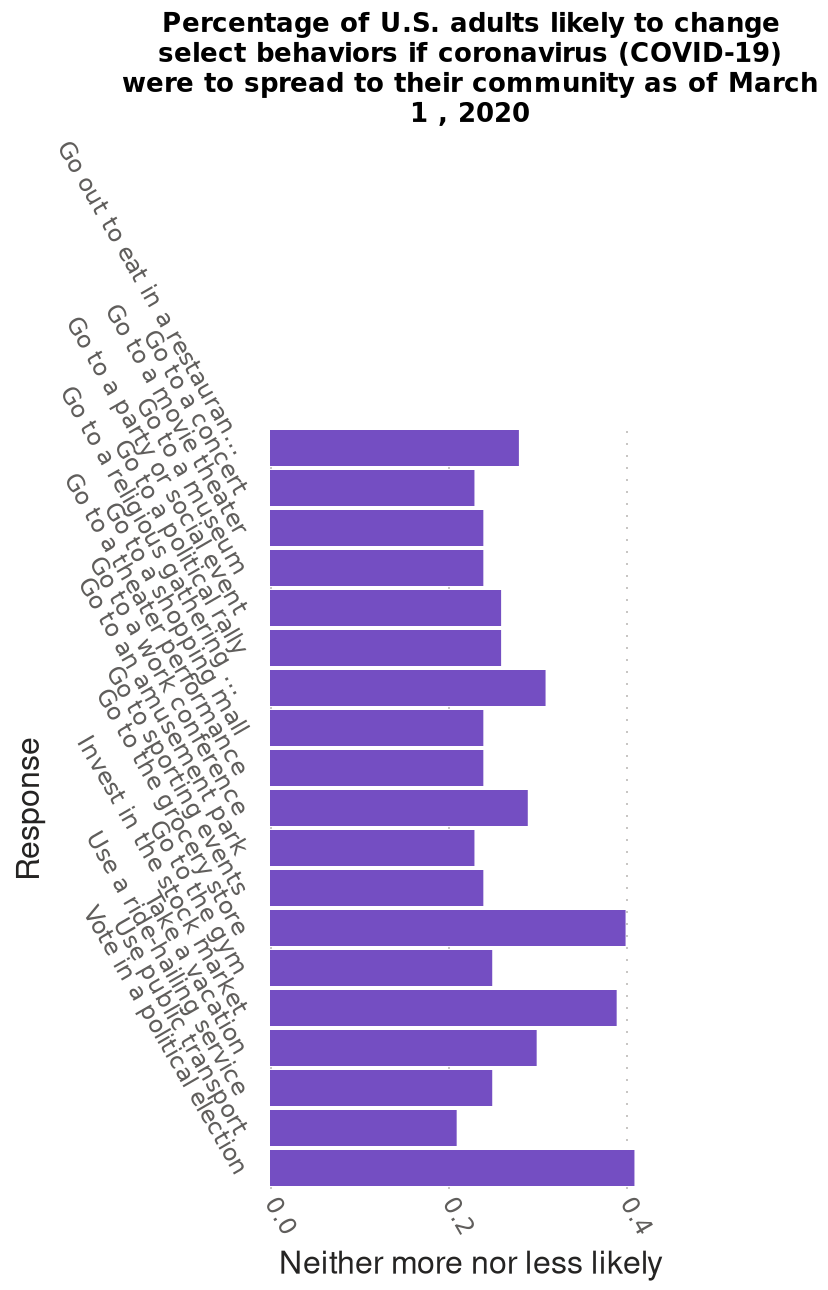 Percentage of U.S. adults likely to change
select behaviors if coronavirus (COVID-19)
were to spread to their community as of March
1 , 2020
Go out to eat in a restauran...
Go to a concert
Go to a movie theater
Go to a museum
Go to a party or social event
Go to a political rally
Go to a religious gathering ...
Go to a shopping mall
Go to a theater performance
Go to a work conference
Go to an amusement park
Go to sporting events
Go to the grocery store
Go to the gym
Invest in the stock market
Take a vacation
Use a ride-hailing service
Use public transport
Vote in a political election
Response
0.0
0.2
0.4
Neither more nor less likely